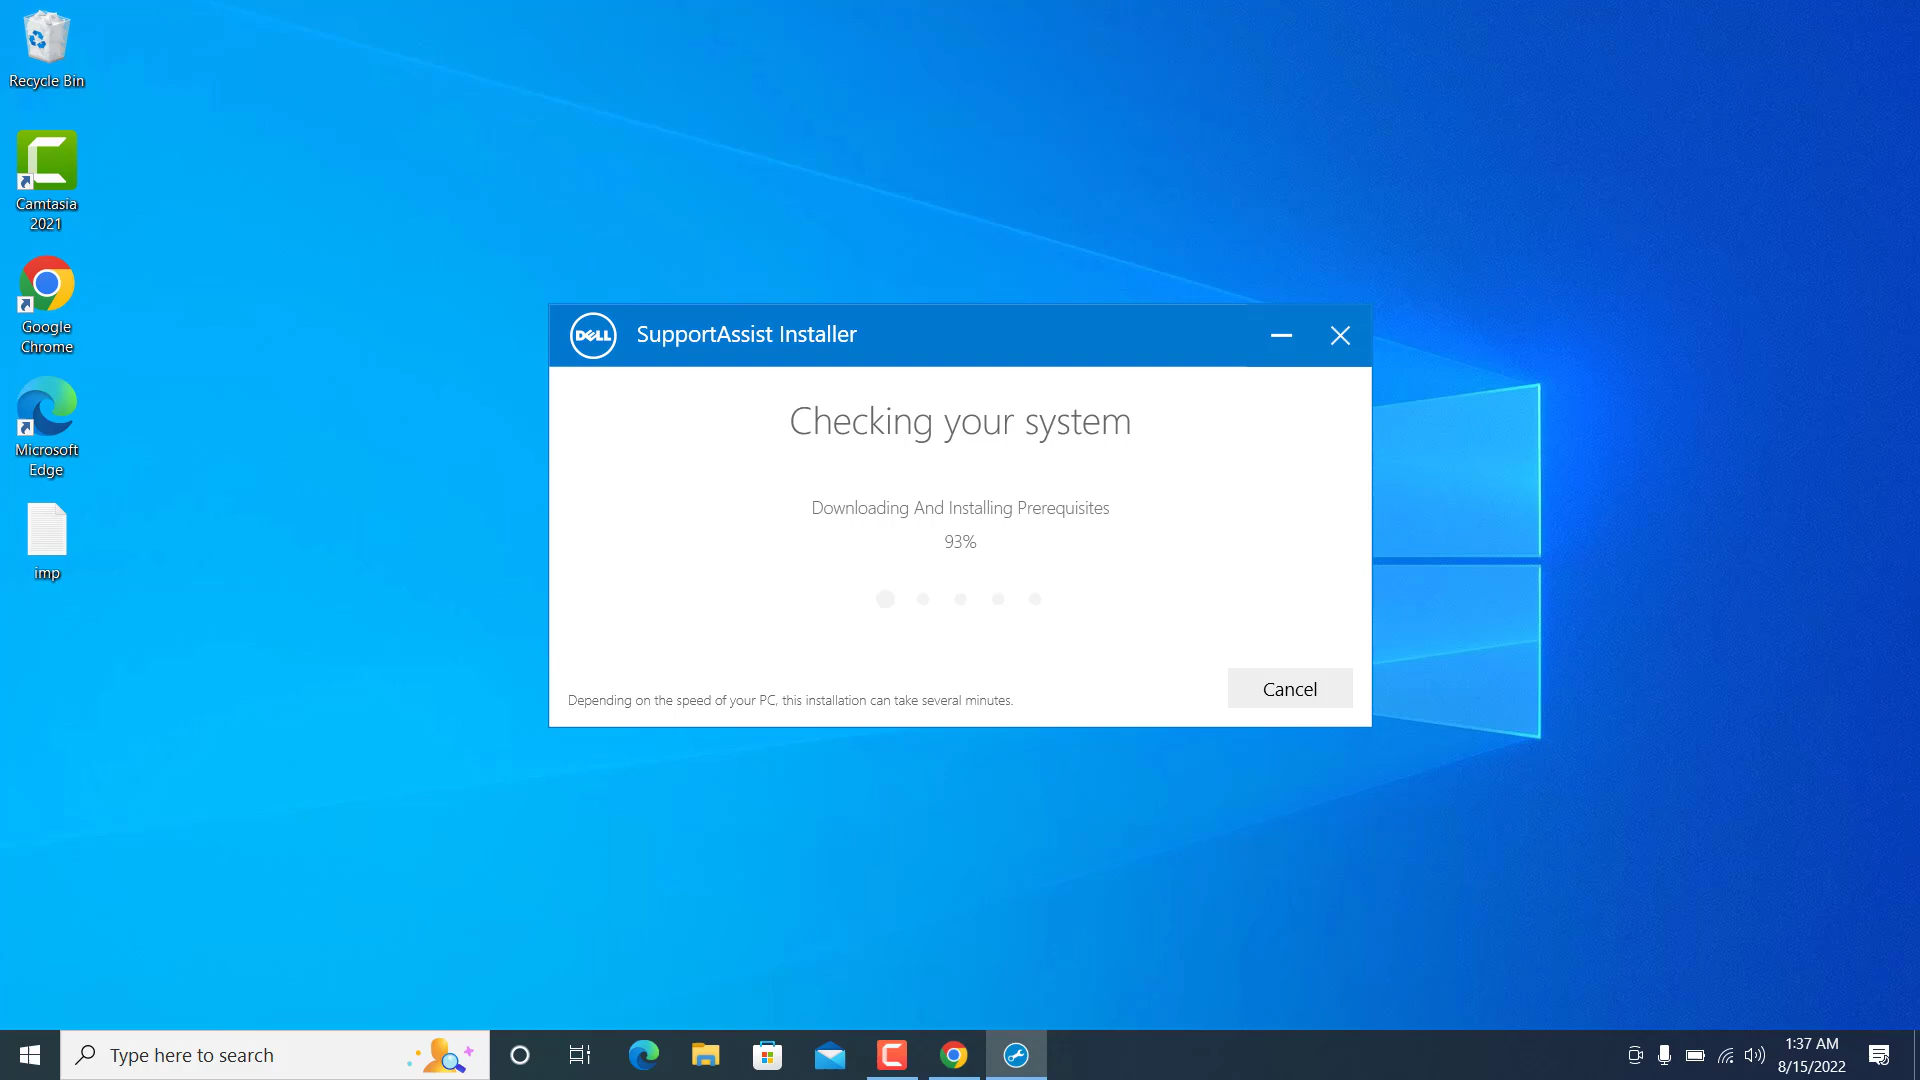 Recycle Bin
Camtasia
2021
Google
Chrome
Microsoft
Edge
imp
DELL
SupportAssist Installer
Checking your system
Downloading And Installing Prerequisites
93%
Depending on the speed of your PC, this installation can take several minutes.
Cancel
Type here to search
1:37 AM
8/15/2022